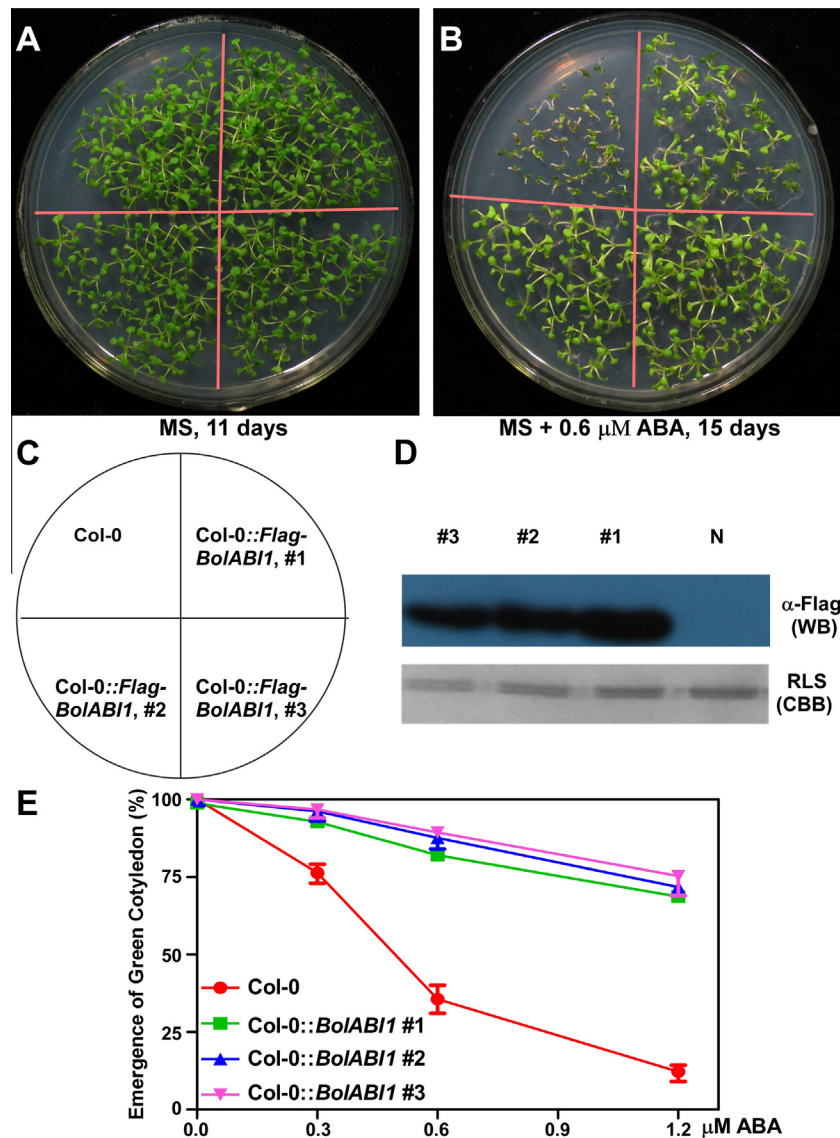 A
B
MS, 11 days
MS + 0.6 μM ABA, 15 days
C
Col-0
Col-0::Flag-
BolABI1, #1
Col-0::Flag-
BolABI1, #2
Col-0::Flag-
BolABI1, #3
D
#3 #2 #1 N
α-Flag
(WB)
RLS
(CBB)
E
Emergence of Green Cotyledon (%)
100
75
50
25
0
Col-0
Col-0::BolABI1 #1
Col-0::BolABI1 #2
Col-0::BolABI1 #3
0.0 0.3 0.6 0.9 1.2 μM ABA